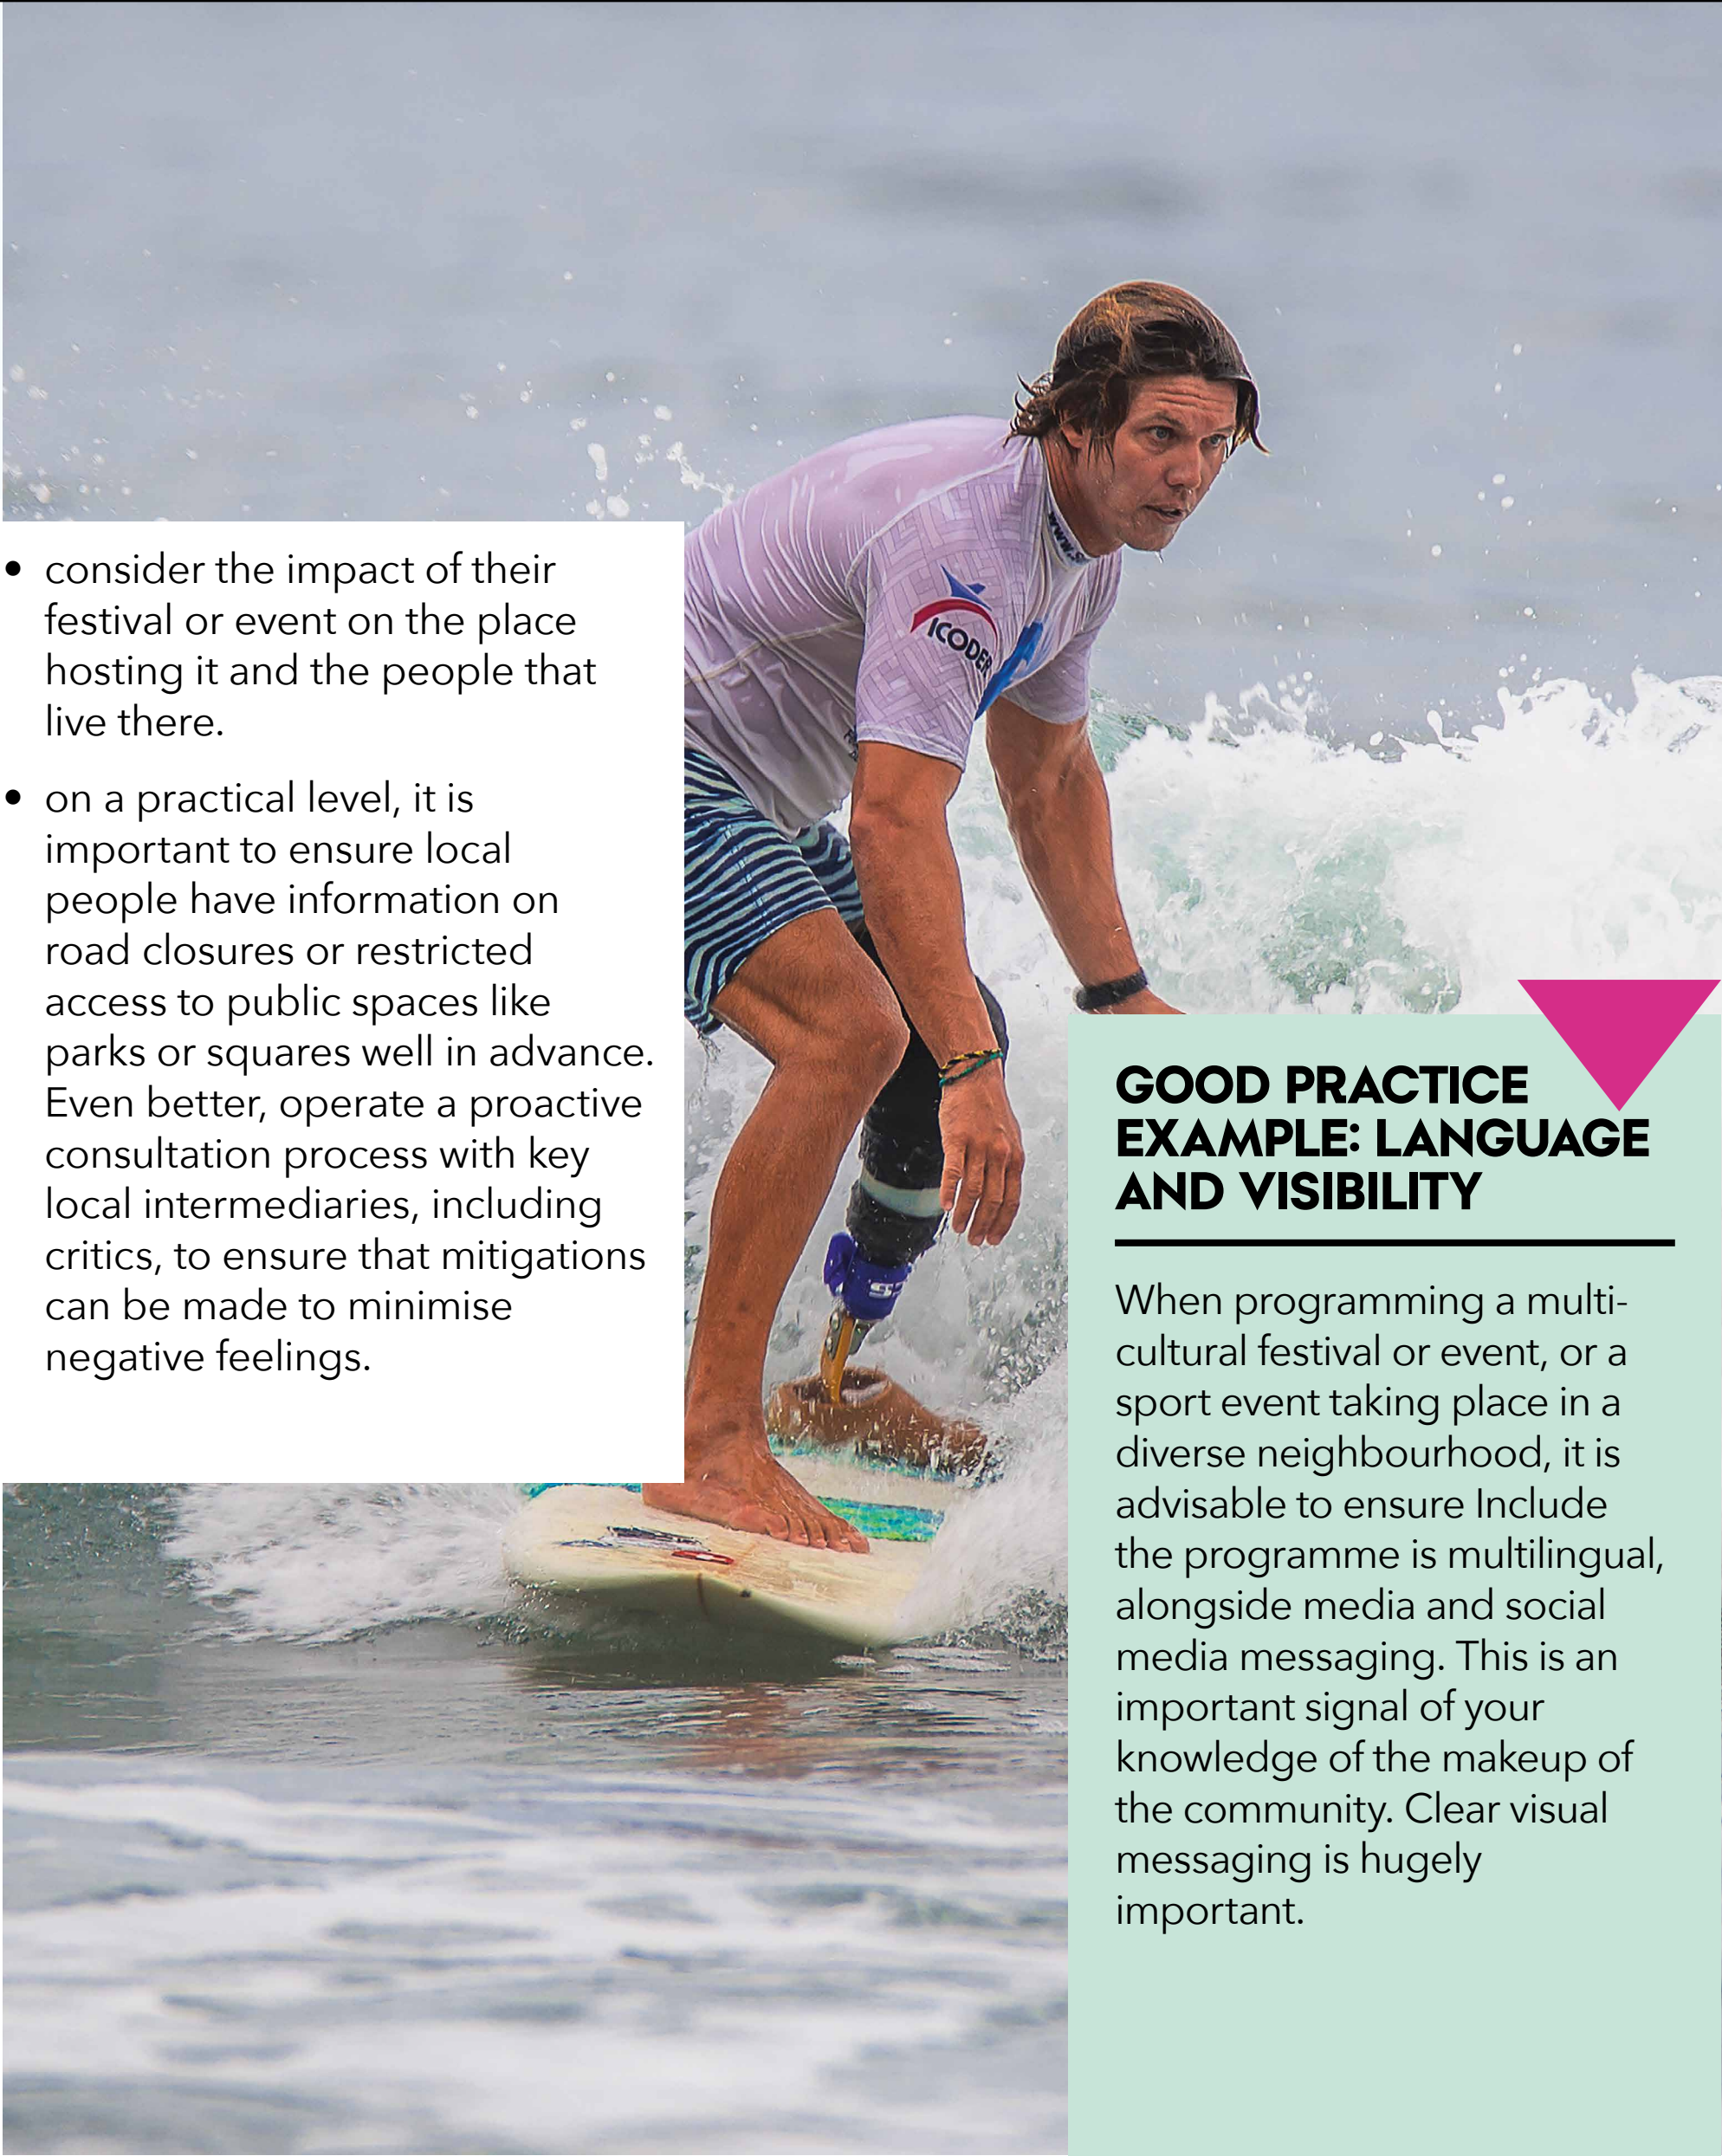 • consider the impact of their
festival or event on the place
hosting it and the people that
live there.
• on a practical level, it is
important to ensure local
people have information on
road closures or restricted
access to public spaces like
parks or squares well in advance.
Even better, operate a proactive
consultation process with key
local intermediaries, including
critics, to ensure that mitigations
can be made to minimise
negative feelings.
www.s
ICODER
GOOD PRACTICE
EXAMPLE: LANGUAGE
AND VISIBILITY
When programming a multi-
cultural festival or event, or a
sport event taking place in a
diverse neighbourhood, it is
advisable to ensure Include
the programme is multilingual,
alongside media and social
media messaging. This is an
important signal of your
knowledge of the makeup of
the community. Clear visual
messaging is hugely
important.